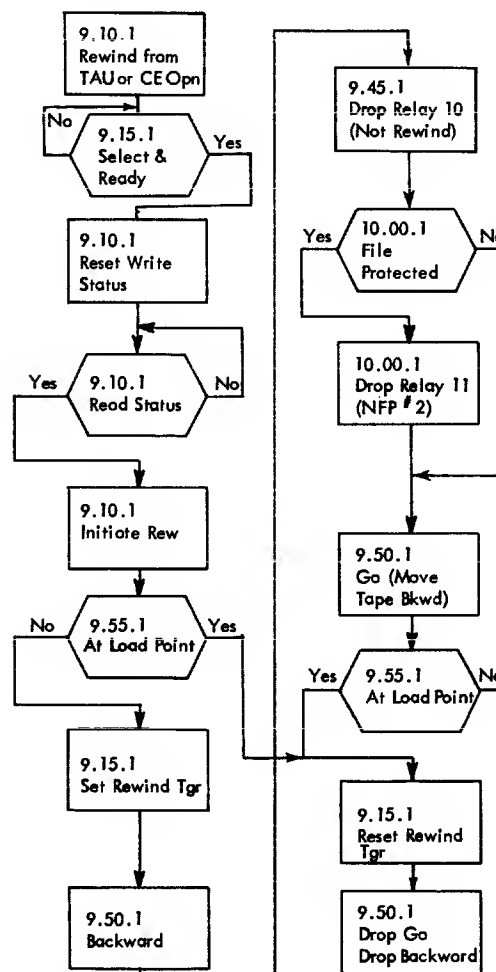 9.10.1
Rewind from
TAU or CE Opn
No
9.15.1
Select &
Ready
Yes
9.10.1
Reset Write
Status
Yes
9.10.1
Read Status
No
9.10.1
Initiate Rew
No
9.55.1
At Load Point
Yes
9.15.1
Set Rewind Tgr
9.50.1
Backward
9.45.1
Drop Relay 10
(Not Rewind)
Yes
10.00.1
File
Protected
No
10.00.1
Drop Relay 11
(NFP #2)
9.50.1
Go (Move
Tape Bkwd)
Yes
9.55.1
At Load Point
No
9.15.1
Reset Rewind
Tgr
9.50.1
Drop Go
Drop Backward